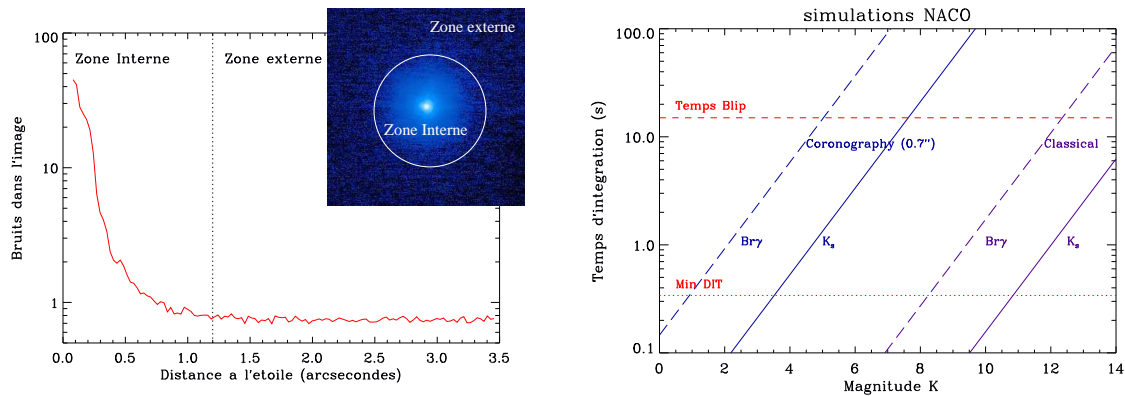 100
10
1
Bruits dans l'image
Zone Interne
Zone externe
Zone externe
Zone Interne
0.0 0.5 1.0 1.5 2.0 2.5 3.0 3.5
Distance a l'etoile (arcsecondes)
simulations NACO
100.0
10.0
1.0
0.1
Temps d'integration (s)
Temps Blip
Coronography (0.7")
Classical
Brγ
Ks
Brγ
Ks
Min DIT
0 2 4 6 8 10 12 14
Magnitude K